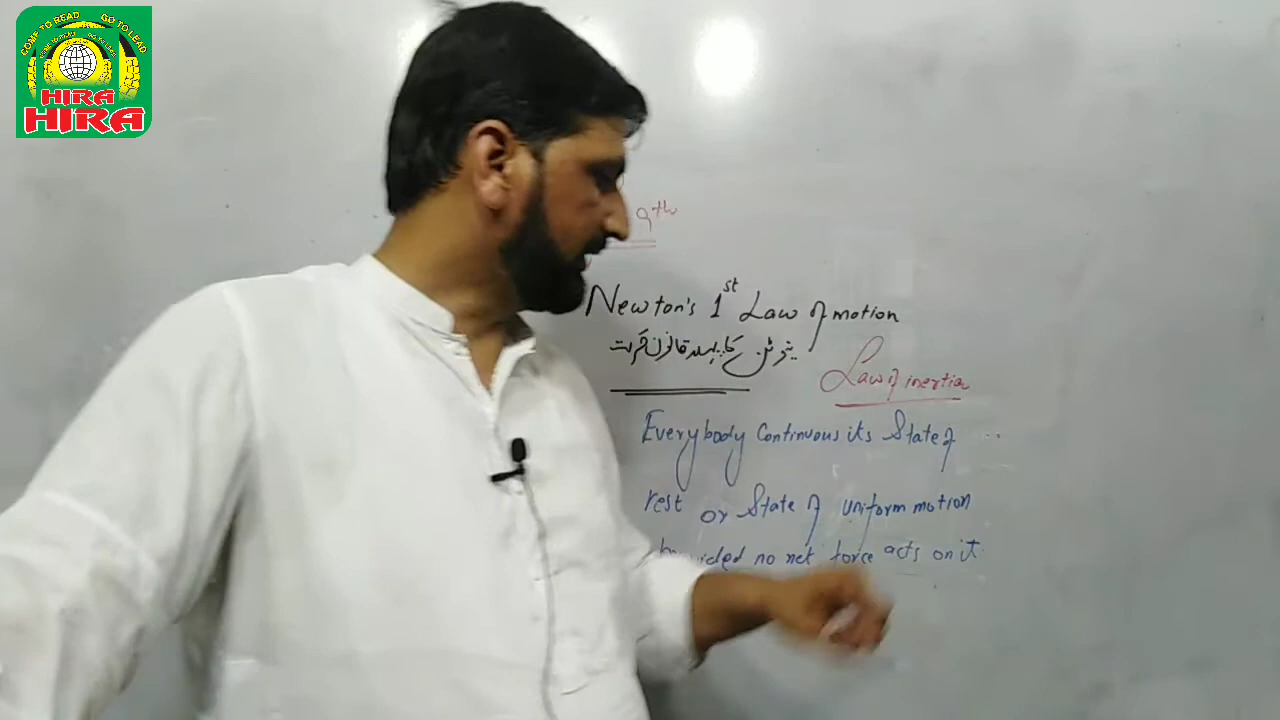 COME TO READ GO TO LEAD
HIRA
HIRA
9th
Newton's 1st Law of motion
نیوٹن کا پہلا قانون حرکت
Law of inertia
Everybody Continuous its State of ...
rest or State of uniform motion
no net force acts on it